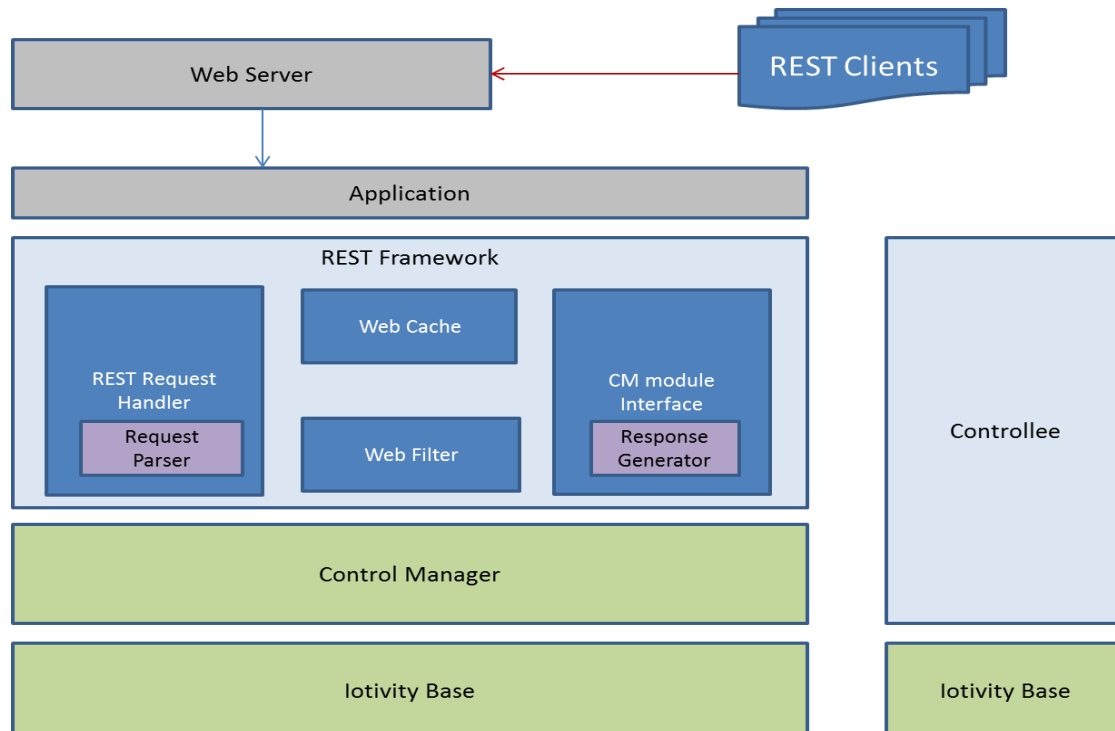 Web Server
REST Clients
Application
REST Framework
Web Cache
REST Request
Handler
Request
Parser
Web Filter
CM module
Interface
Response
Generator
Controllee
Control Manager
Iotivity Base
Iotivity Base